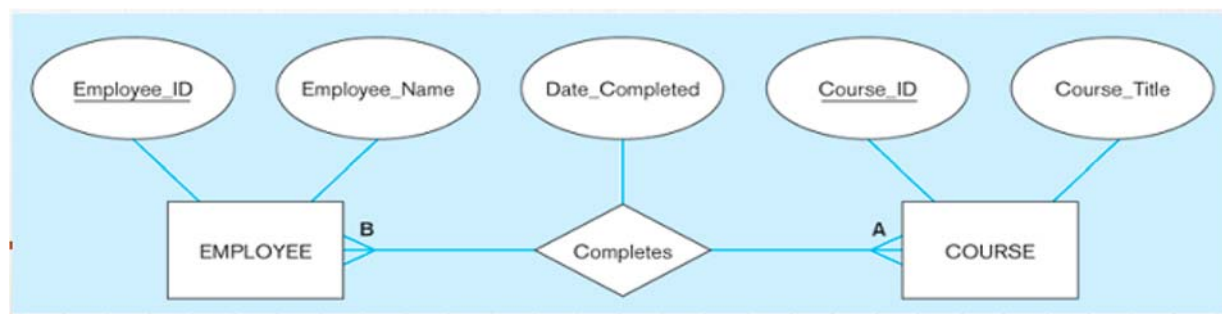 Employee_ID
Employee_Name
Date_Completed
Course_ID
Course_Title
EMPLOYEE
B
Completes
A
COURSE